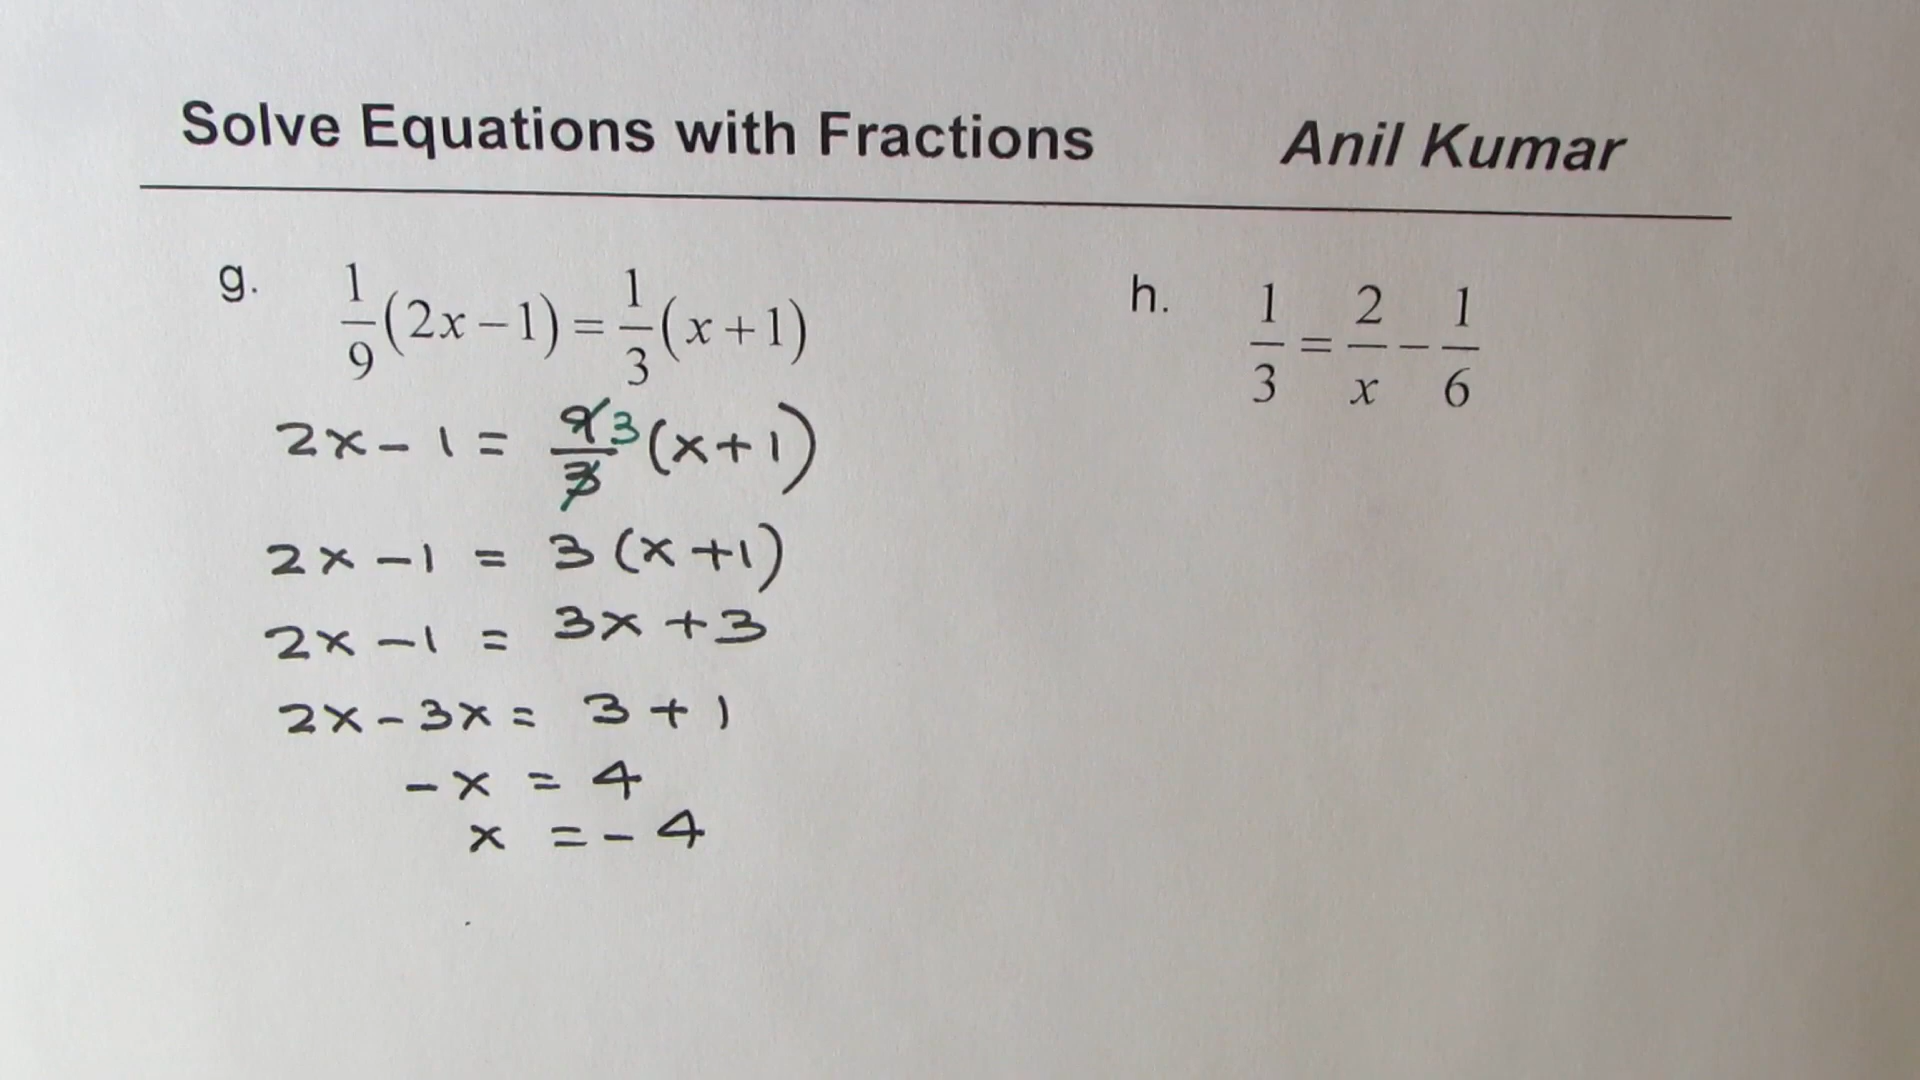 Solve Equations with Fractions Anil Kumar
g. 1/9(2x−1)=1/3(x+1)
2x−1 = 9/3 3(x+1)
2x−1 = 3(x+1)
2x−1 = 3x+3
2x−3x = 3+1
−x = 4
x = −4
h. 1/3=2/x−1/6